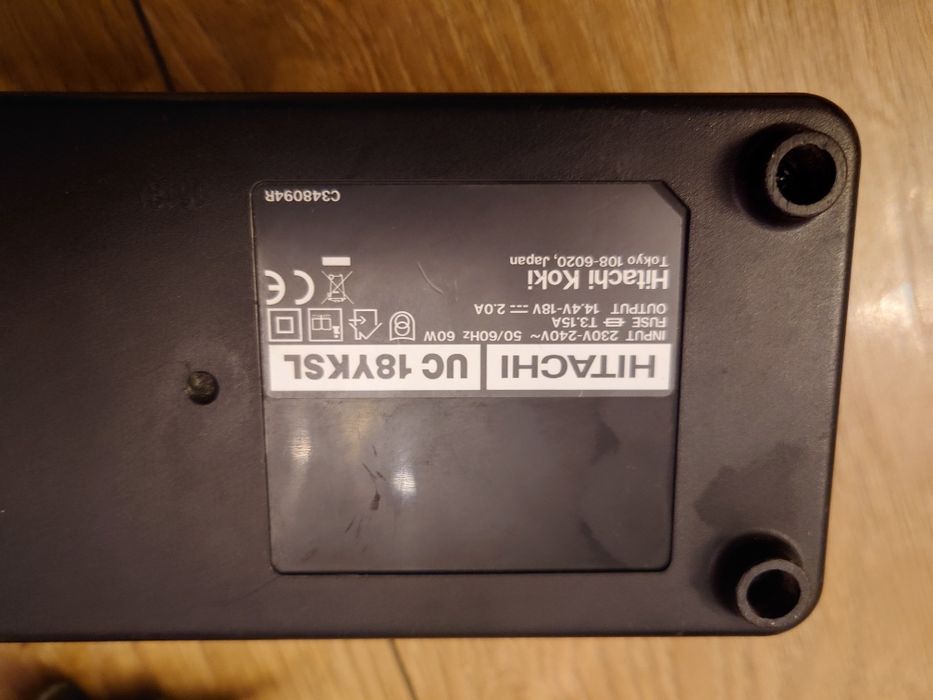 HITACHI UC 18YKSL
INPUT 230V-240V~ 50/60Hz 60W
FUSE T3.15A
OUTPUT 14.4V-18V 2.0A
Hitachi Koki
Tokyo 108-6020, Japan
CE
C348094R